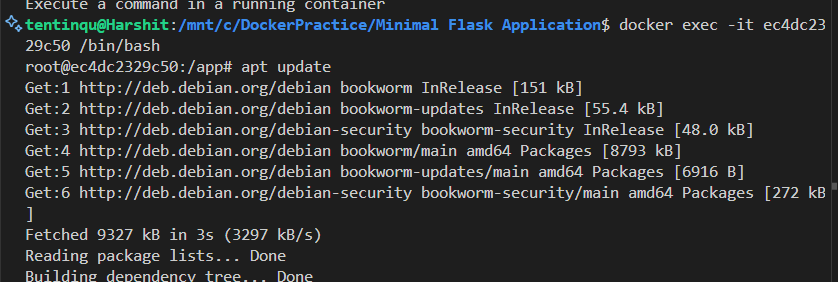 Execute a command in a running container
tentinqu@Harshit:/mnt/c/DockerPractice/Minimal Flask Application$ docker exec -it ec4dc23
29c50 /bin/bash
root@ec4dc2329c50:/app# apt update
Get:1 http://deb.debian.org/debian bookworm InRelease [151 kB]
Get:2 http://deb.debian.org/debian bookworm-updates InRelease [55.4 kB]
Get:3 http://deb.debian.org/debian-security bookworm-security InRelease [48.0 kB]
Get:4 http://deb.debian.org/debian bookworm/main amd64 Packages [8793 kB]
Get:5 http://deb.debian.org/debian bookworm-updates/main amd64 Packages [6916 B]
Get:6 http://deb.debian.org/debian-security bookworm-security/main amd64 Packages [272 kB
]
Fetched 9327 kB in 3s (3297 kB/s)
Reading package lists... Done
Building dependency tree... Done